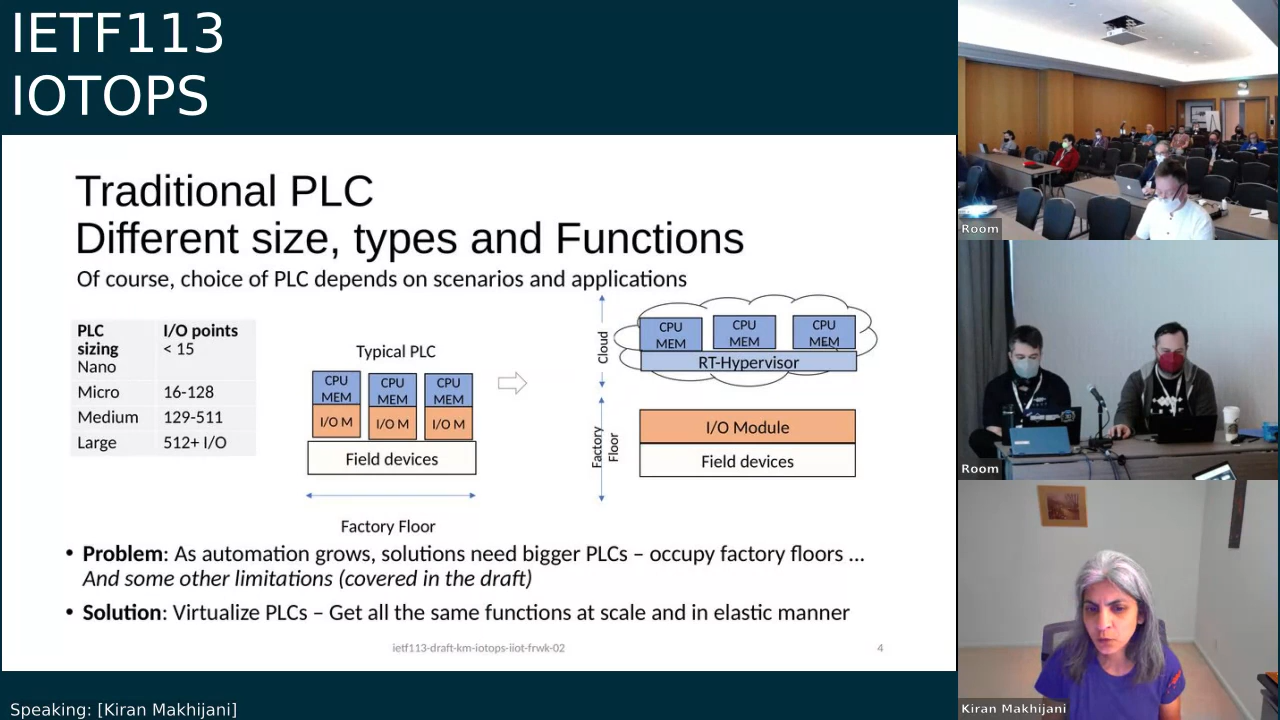 IETF113
IOTOPS
Traditional PLC
Different size, types and Functions
Of course, choice of PLC depends on scenarios and applications
PLC sizing I/O points
Nano < 15
Micro 16-128
Medium 129-511
Large 512+ I/O
Typical PLC
CPU MEM CPU MEM CPU MEM
I/O M I/O M I/O M
Field devices
Factory Floor
Cloud
CPU MEM CPU MEM CPU MEM
RT-Hypervisor
Factory Floor
I/O Module
Field devices
• Problem: As automation grows, solutions need bigger PLCs – occupy factory floors ...
And some other limitations (covered in the draft)
• Solution: Virtualize PLCs – Get all the same functions at scale and in elastic manner
ietf113-draft-km-iotops-iiot-frwk-02
4
Speaking: [Kiran Makhijani]
Room
Room
Kiran Makhijani